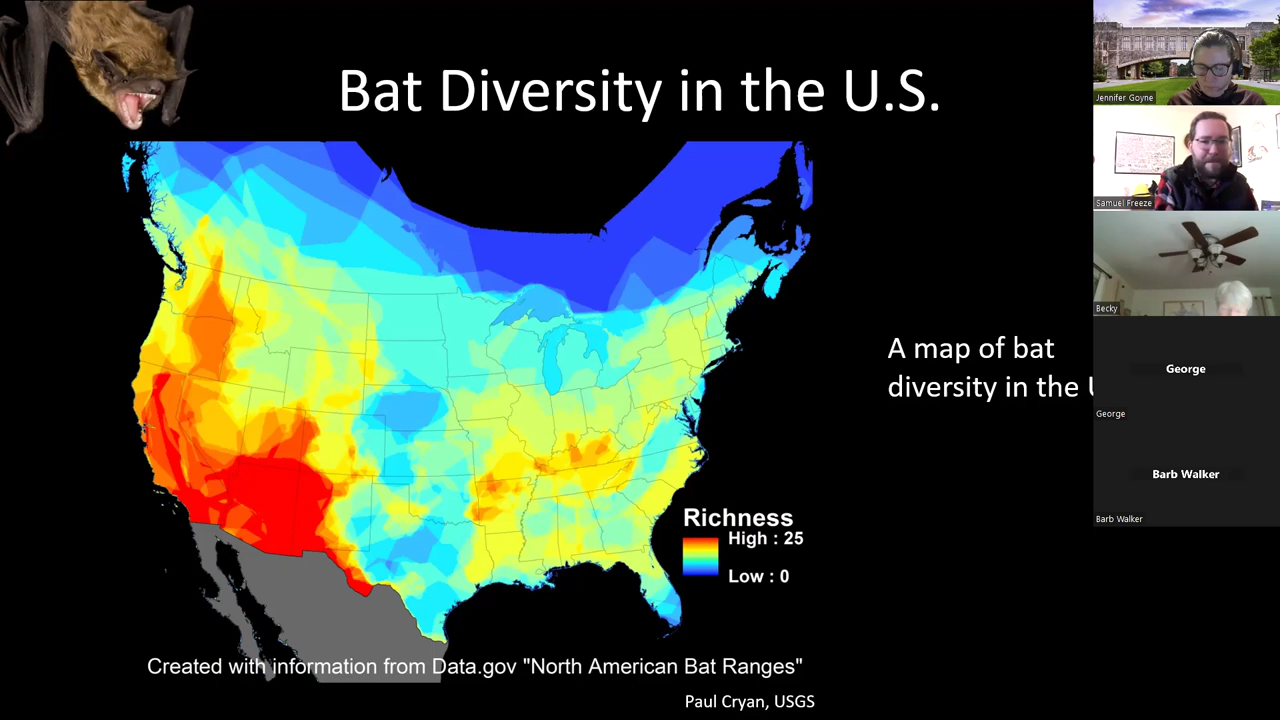 Bat Diversity in the U.S.
A map of bat
diversity in the
Richness
High : 25
Low : 0
Created with information from Data.gov "North American Bat Ranges"
Paul Cryan, USGS
Jennifer Goyne
Samuel Freeze
Becky
George
George
Barb Walker
Barb Walker